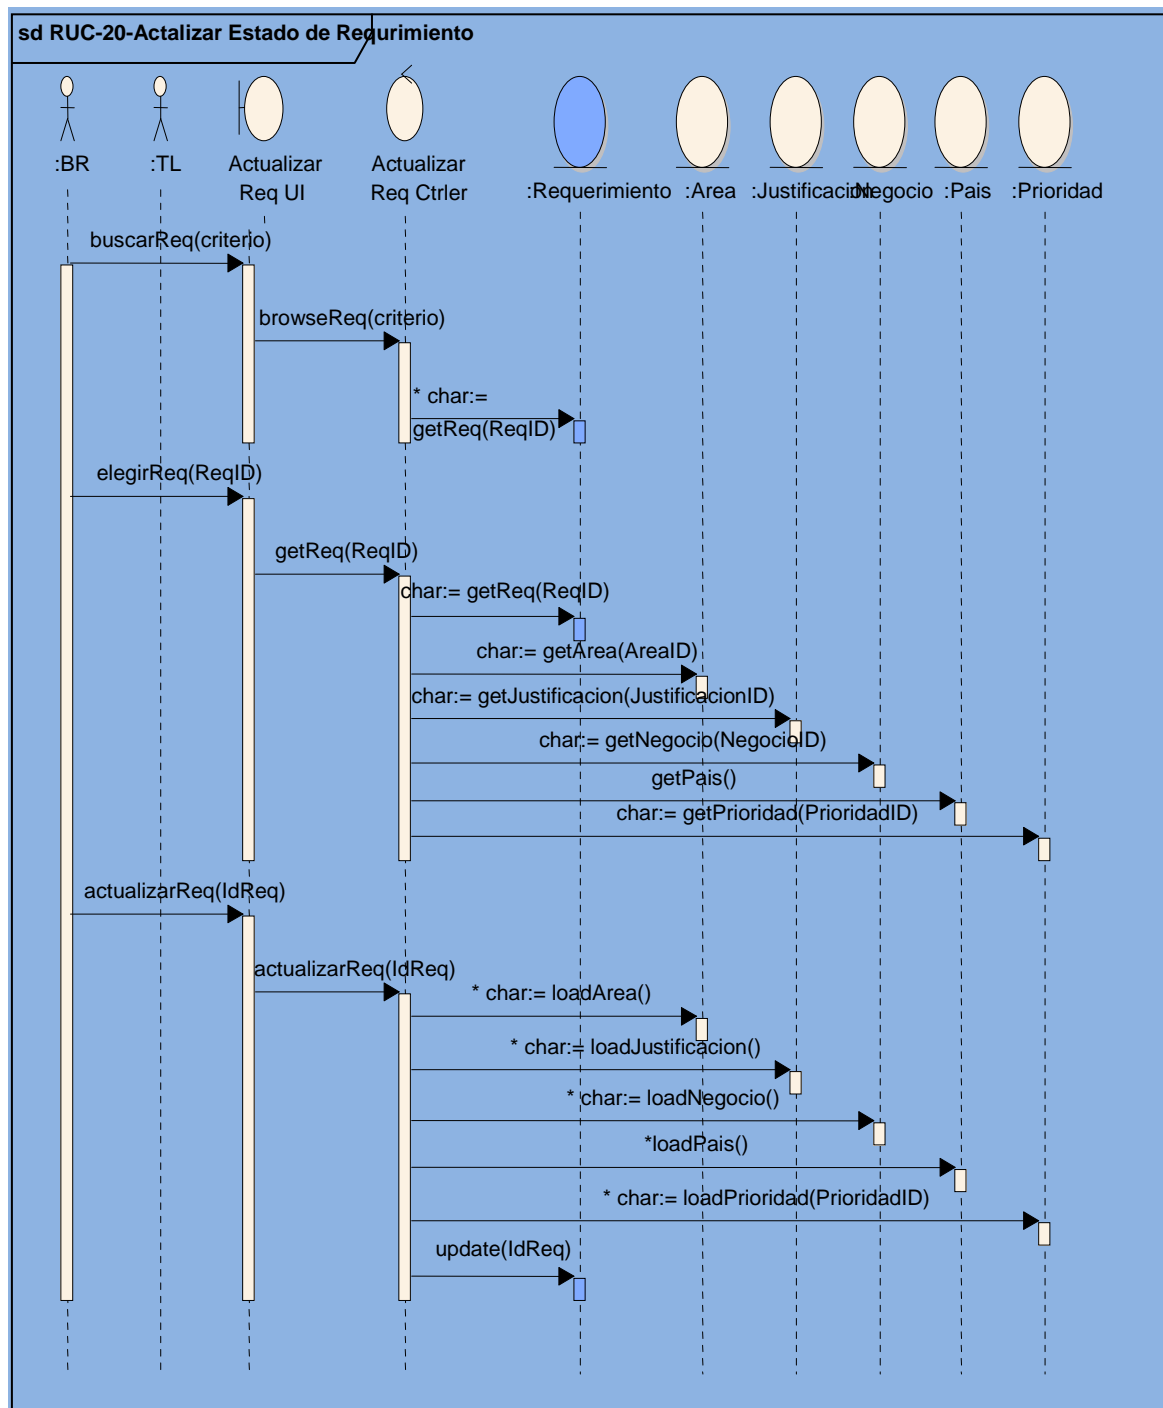 sd RUC-20-Actalizar Estado de Requrimiento
:BR
:TL
Actualizar
Req UI
Actualizar
Req Ctrler
:Requerimiento
:Area
:Justificacion
:Negocio
:Pais
:Prioridad
buscarReq(criterio)
browseReq(criterio)
* char:=
getReq(ReqID)
elegirReq(ReqID)
getReq(ReqID)
char:= getReq(ReqID)
char:= getArea(AreaID)
char:= getJustificacion(JustificacionID)
char:= getNegocio(NegocioID)
getPais()
char:= getPrioridad(PrioridadID)
actualizarReq(IdReq)
actualizarReq(IdReq)
* char:= loadArea()
* char:= loadJustificacion()
* char:= loadNegocio()
*loadPais()
* char:= loadPrioridad(PrioridadID)
update(IdReq)